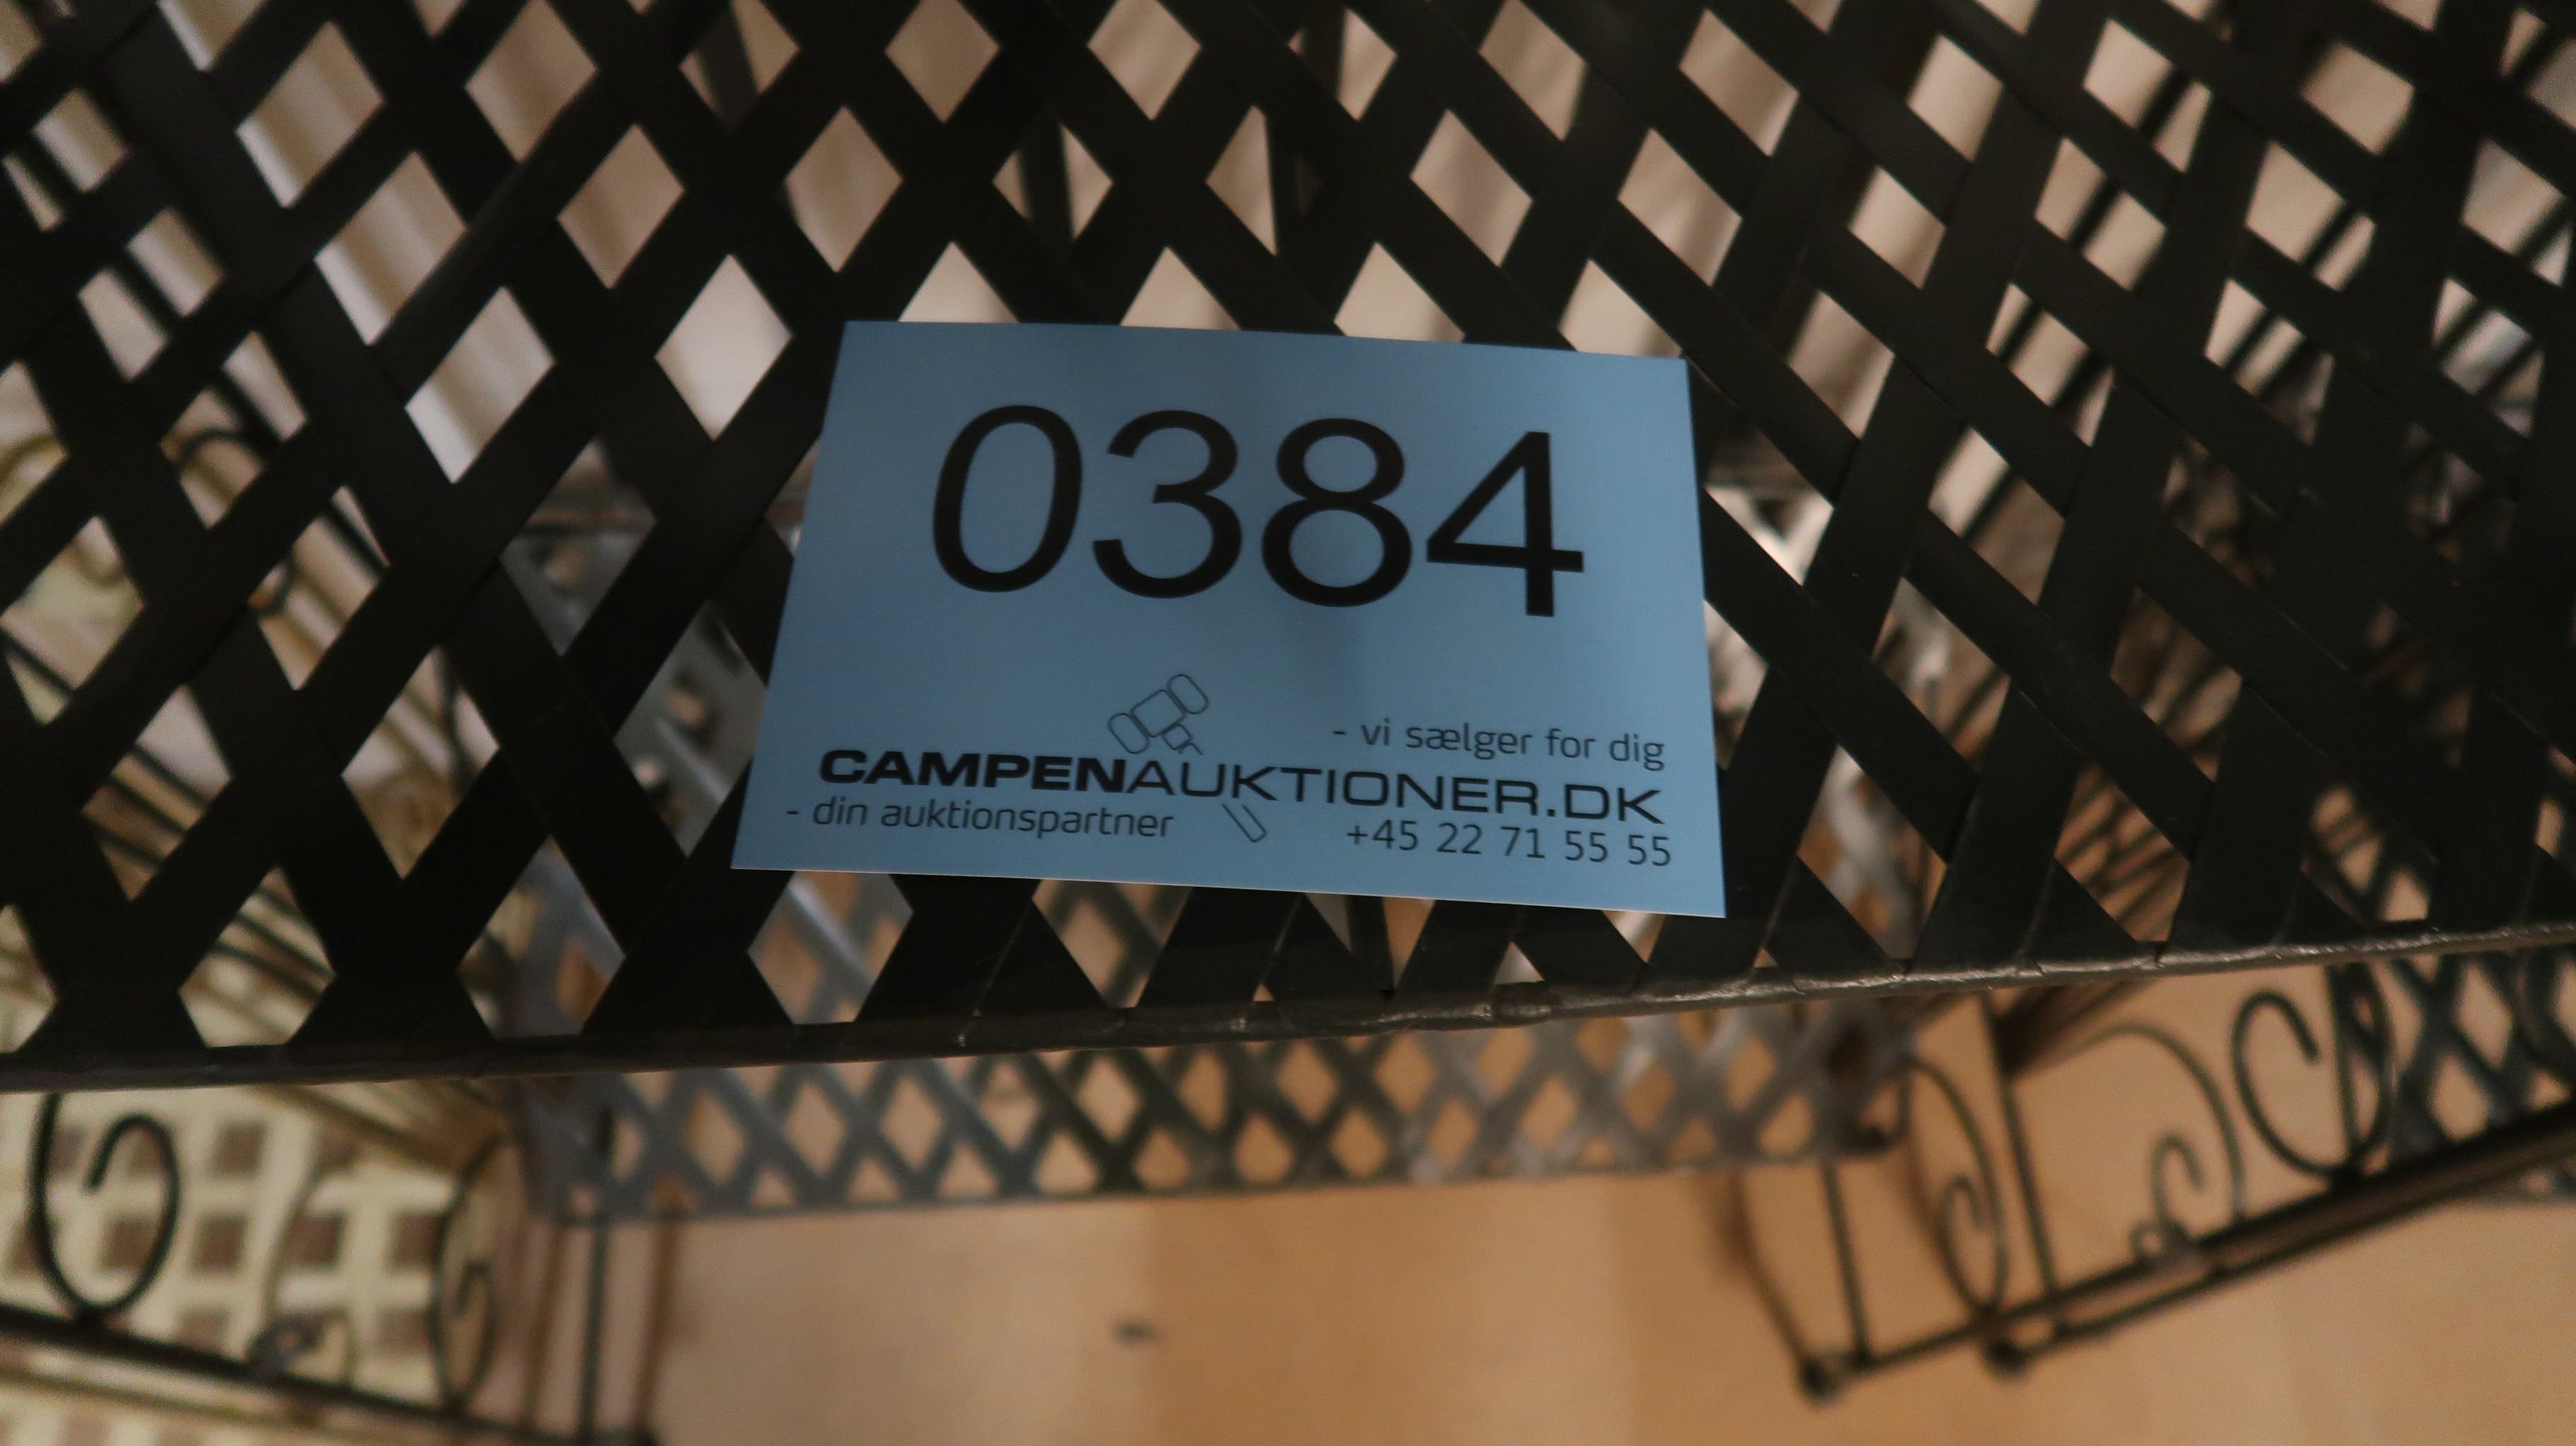 0384
- vi sælger for dig
CAMPENAUKTIONER.DK
- din auktionspartner
+45 22 71 55 55